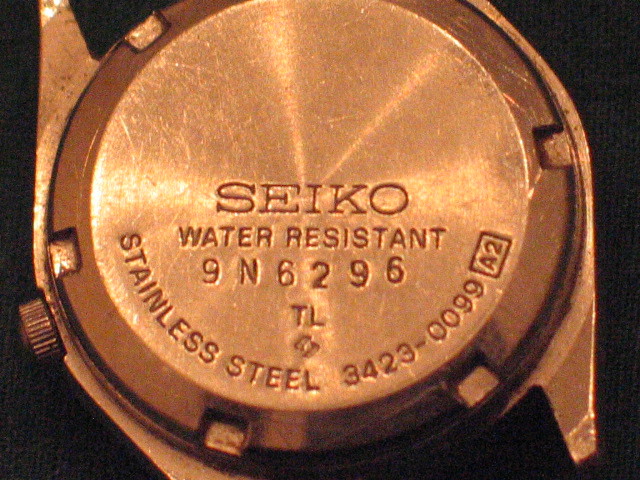 SEIKO
WATER RESISTANT
9N6296
TL
STAINLESS STEEL 3423-0099 A2